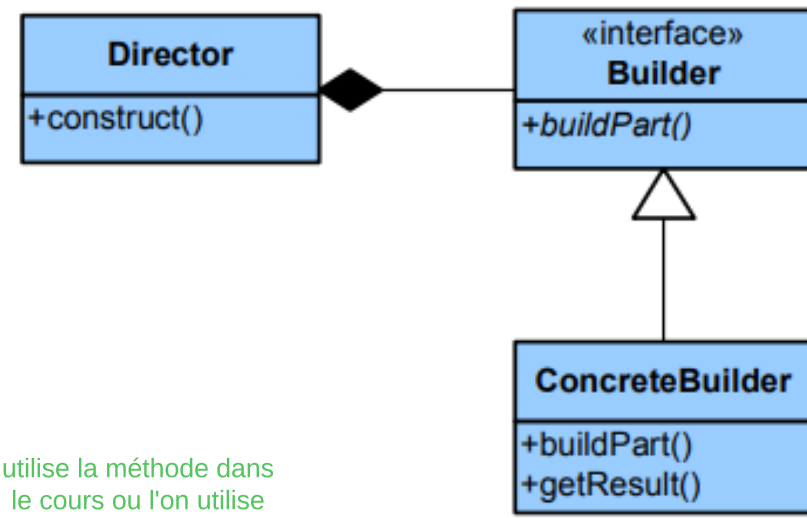 Director
+construct()
«interface»
Builder
+buildPart()
ConcreteBuilder
+buildPart()
+getResult()
utilise la méthode dans
le cours ou l'on utilise